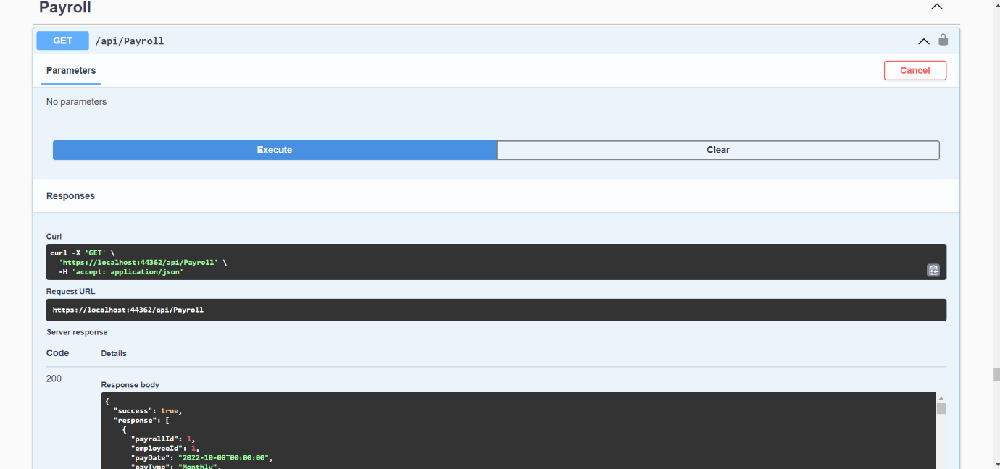 Payroll
GET /api/Payroll
Parameters
Cancel
No parameters
Execute
Clear
Responses
Curl
curl -X 'GET' \
  'https://localhost:44362/api/Payroll' \
  -H 'accept: application/json'
Request URL
https://localhost:44362/api/Payroll
Server response
Code Details
200
Response body
{
  "success": true,
  "response": [
    {
      "payrollId": 1,
      "employeeId": 1,
      "payDate": "2022-10-08T00:00:00",
      "payType": "Monthly",